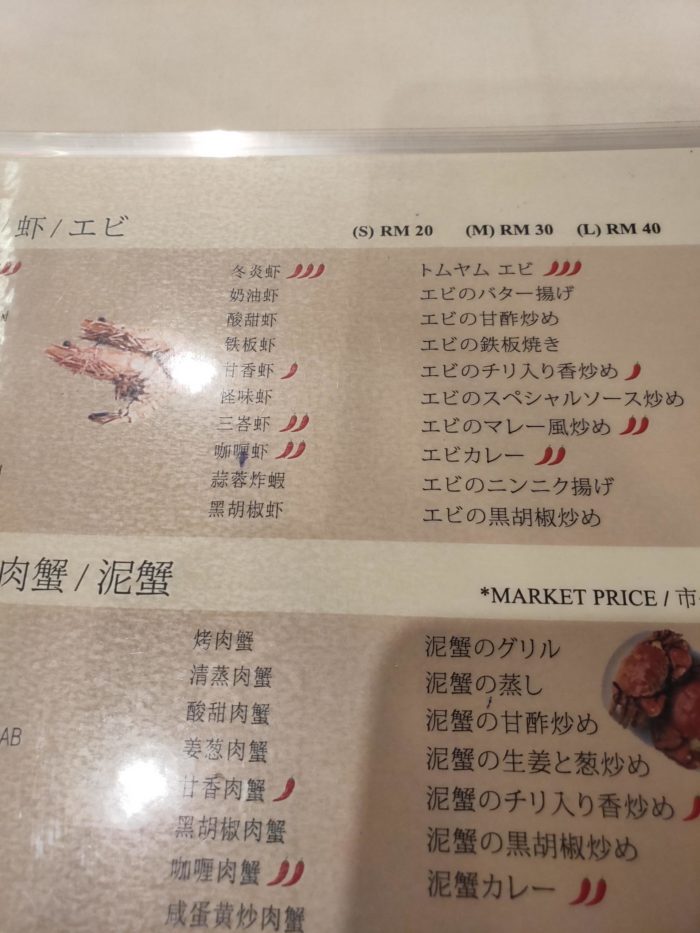 / 虾 / エビ (S) RM 20 (M) RM 30 (L) RM 40
冬炎虾 トムヤム エビ
奶油虾 エビのバター揚げ
酸甜虾 エビの甘酢炒め
铁板虾 エビの鉄板焼き
甘香虾 エビのチリ入り香炒め
怪味虾 エビのスペシャルソース炒め
三峇虾 エビのマレー風炒め
咖喱虾 エビカレー
蒜蓉炸蝦 エビのニンニク揚げ
黑胡椒虾 エビの黒胡椒炒め
肉蟹 / 泥蟹 *MARKET PRICE / 市
烤肉蟹 泥蟹のグリル
清蒸肉蟹 泥蟹の蒸し
酸甜肉蟹 泥蟹の甘酢炒め
AB
姜葱肉蟹 泥蟹の生姜と葱炒め
甘香肉蟹 泥蟹のチリ入り香炒め
黑胡椒肉蟹 泥蟹の黒胡椒炒め
咖喱肉蟹 泥蟹カレー
咸蛋黄炒肉蟹